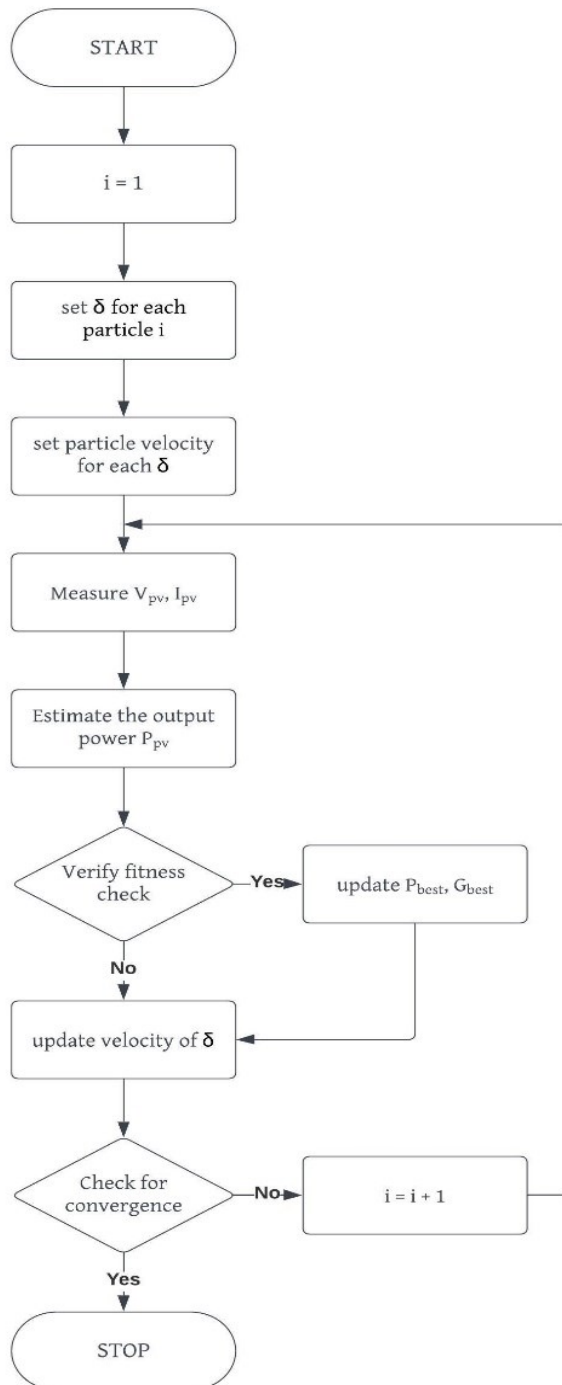 START
i = 1
set δ for each
particle i
set particle velocity
for each δ
Measure Vpv, Ipv
Estimate the output
power Ppv
Verify fitness
check
Yes
update Pbest, Gbest
No
update velocity of δ
Check for
convergence
No
i = i + 1
Yes
STOP